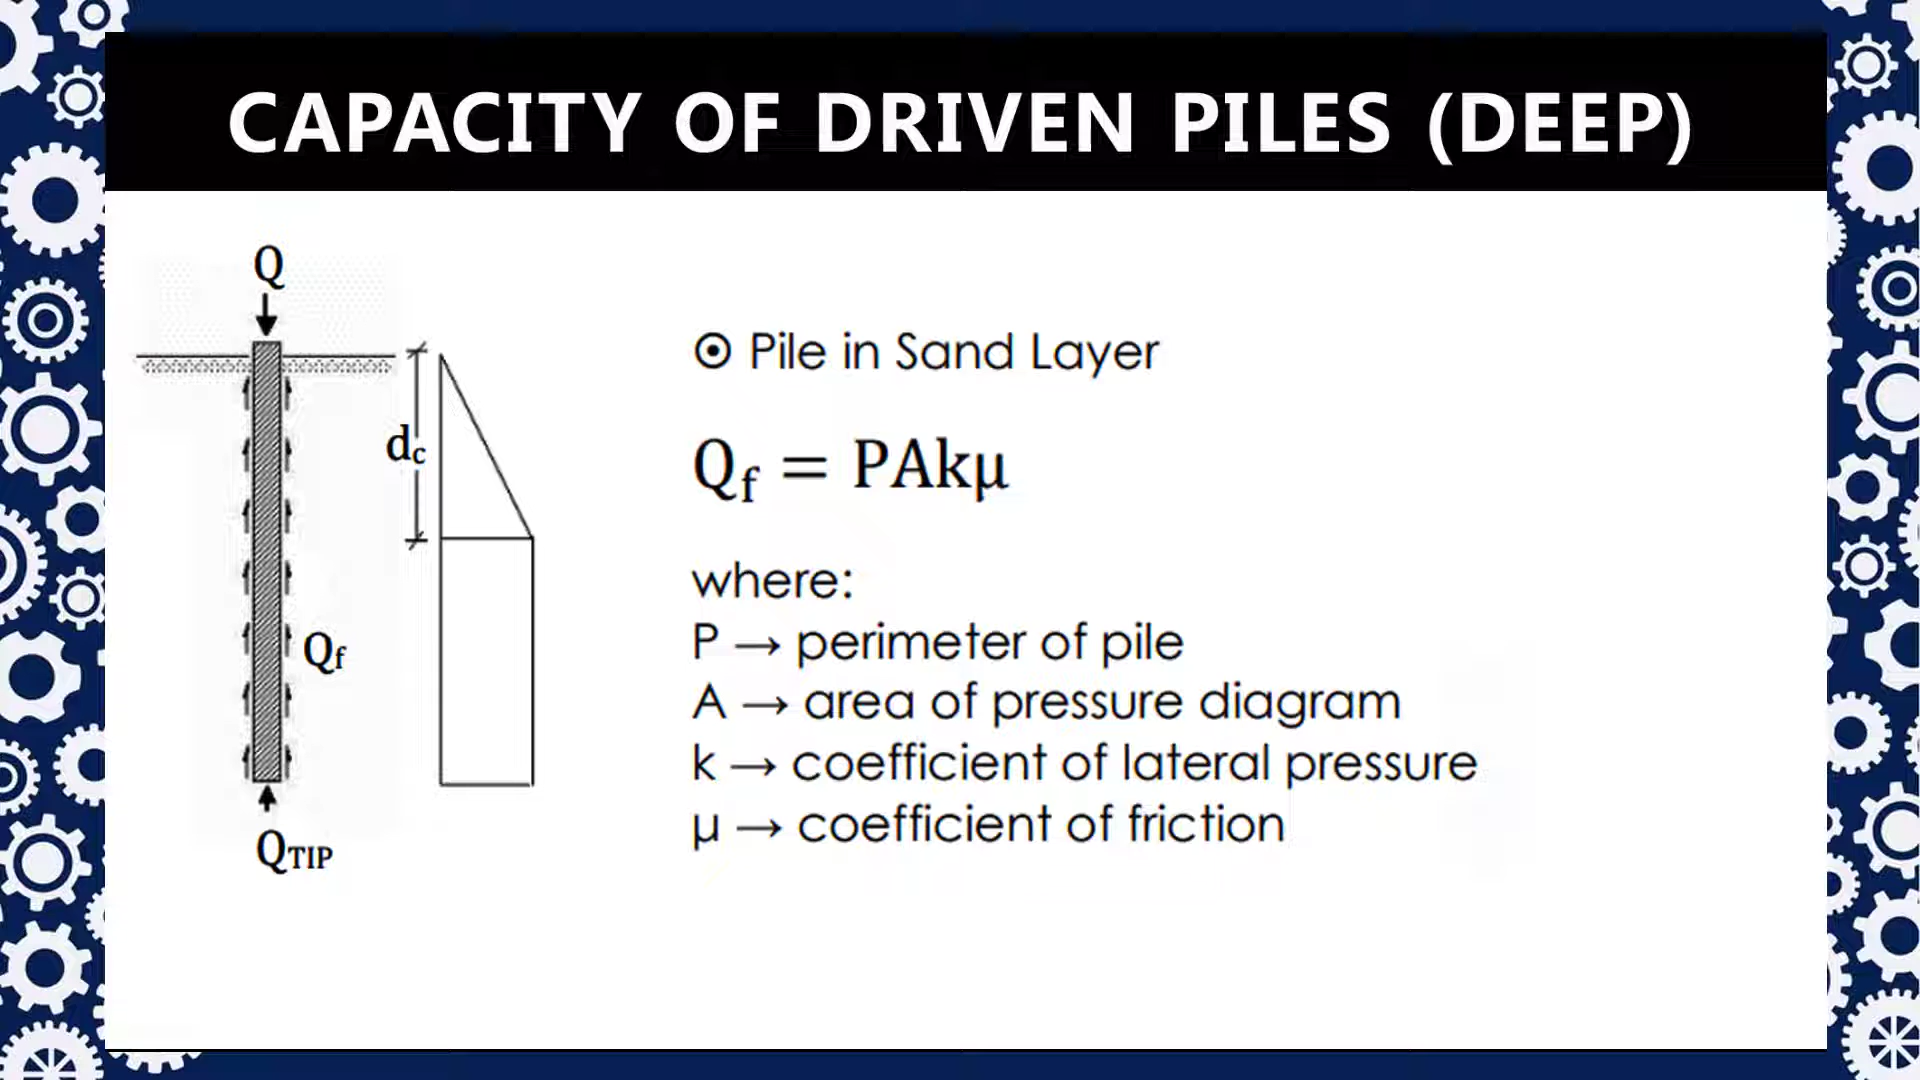 CAPACITY OF DRIVEN PILES (DEEP)
Q
d_c
Q_f
Q_TIP
⊙ Pile in Sand Layer
Q_f = PAkμ
where:
P → perimeter of pile
A → area of pressure diagram
k → coefficient of lateral pressure
μ → coefficient of friction